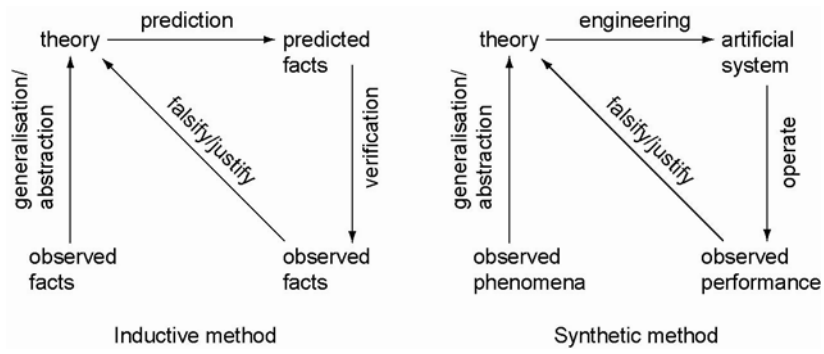 prediction
theory
predicted
facts
generalisation/
abstraction
falsify/justify
verification
observed
facts
observed
facts
Inductive method
engineering
theory
artificial
system
generalisation/
abstraction
falsify/justify
operate
observed
phenomena
observed
performance
Synthetic method